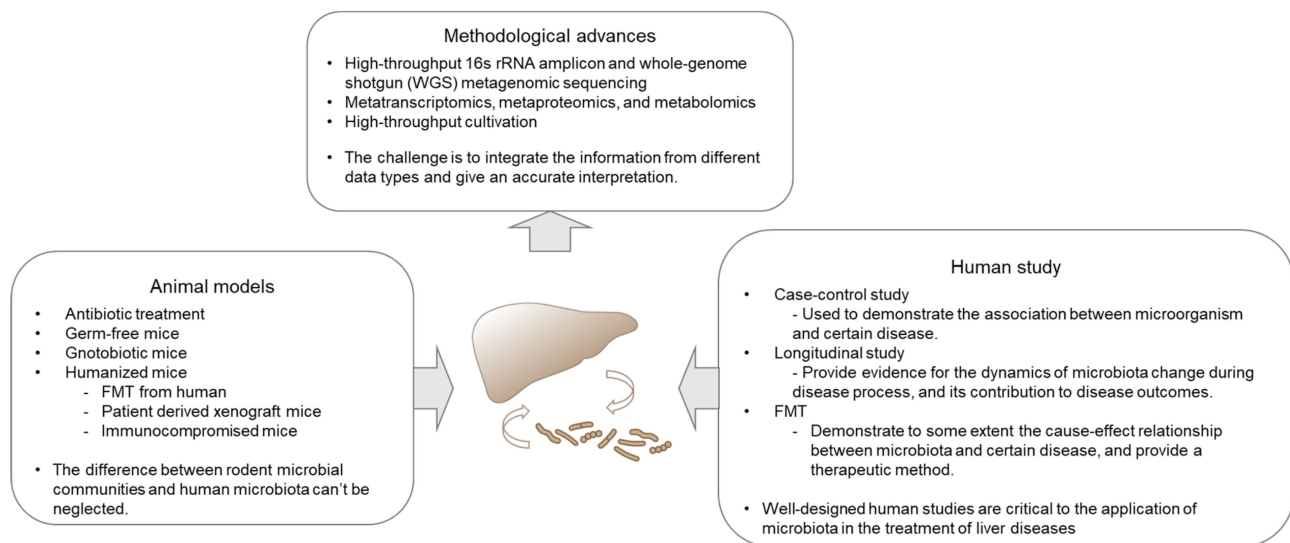 Methodological advances
• High-throughput 16s rRNA amplicon and whole-genome
shotgun (WGS) metagenomic sequencing
• Metatranscriptomics, metaproteomics, and metabolomics
• High-throughput cultivation
• The challenge is to integrate the information from different
data types and give an accurate interpretation.
Animal models
• Antibiotic treatment
• Germ-free mice
• Gnotobiotic mice
• Humanized mice
- FMT from human
- Patient derived xenograft mice
- Immunocompromised mice
• The difference between rodent microbial
communities and human microbiota can't be
neglected.
Human study
• Case-control study
- Used to demonstrate the association between microorganism
and certain disease.
• Longitudinal study
- Provide evidence for the dynamics of microbiota change during
disease process, and its contribution to disease outcomes.
• FMT
- Demonstrate to some extent the cause-effect relationship
between microbiota and certain disease, and provide a
therapeutic method.
• Well-designed human studies are critical to the application of
microbiota in the treatment of liver diseases